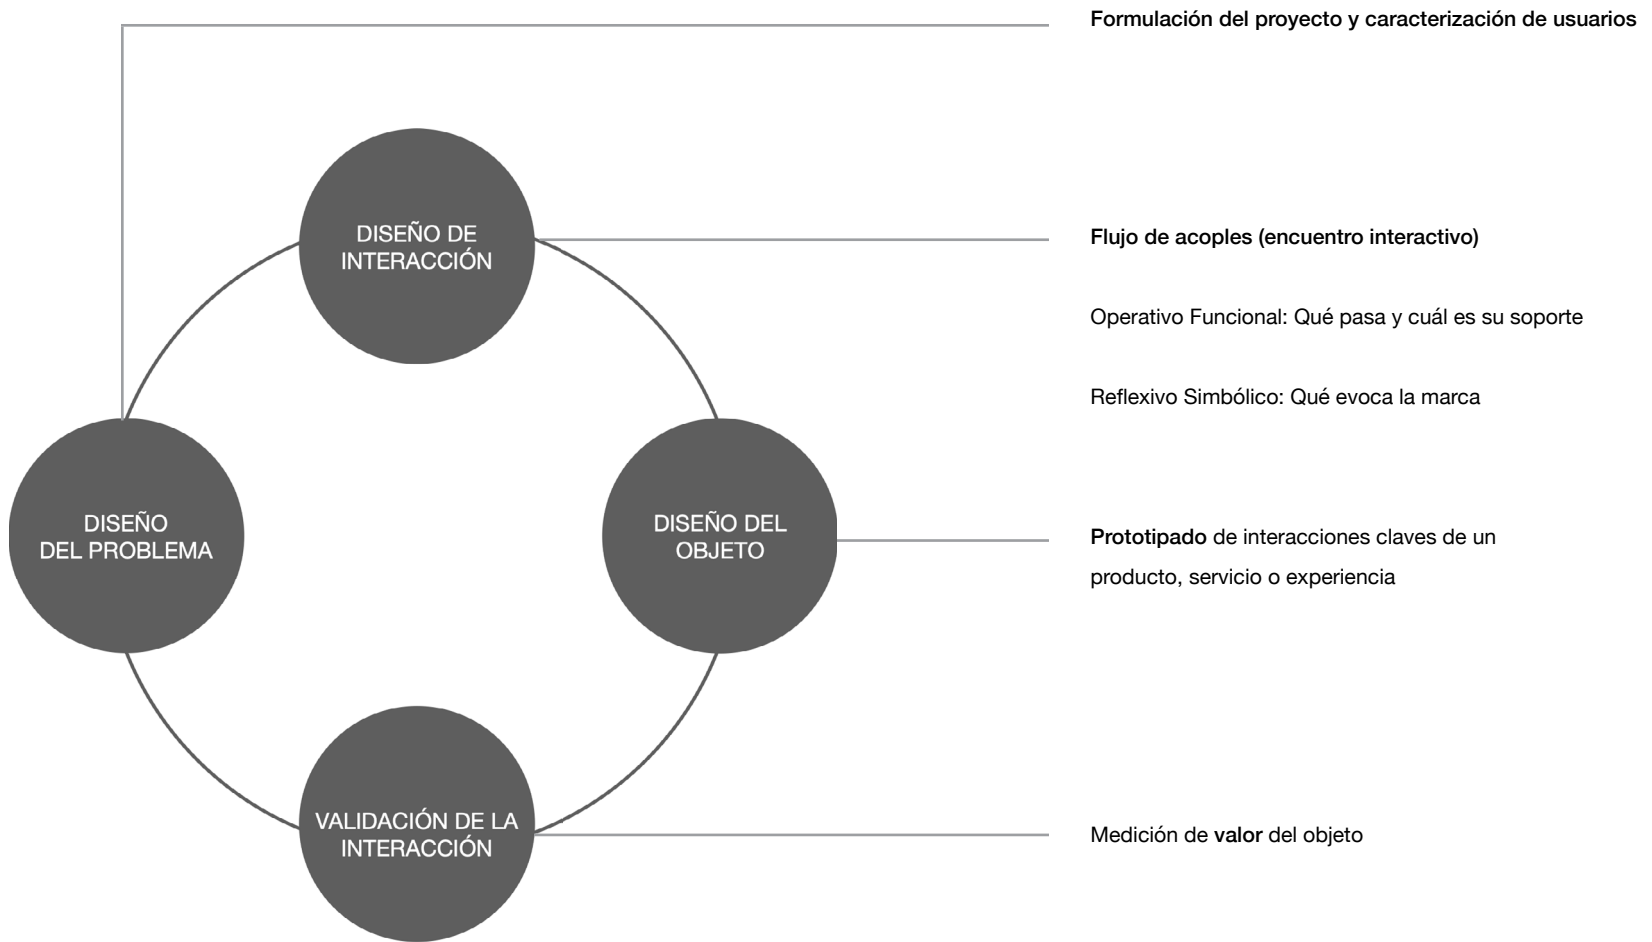 Formulación del proyecto y caracterización de usuarios
DISEÑO DE
INTERACCIÓN
Flujo de acoples (encuentro interactivo)
Operativo Funcional: Qué pasa y cuál es su soporte
Reflexivo Simbólico: Qué evoca la marca
DISEÑO
DEL PROBLEMA
DISEÑO DEL
OBJETO
Prototipado de interacciones claves de un
producto, servicio o experiencia
VALIDACIÓN DE LA
INTERACCIÓN
Medición de valor del objeto